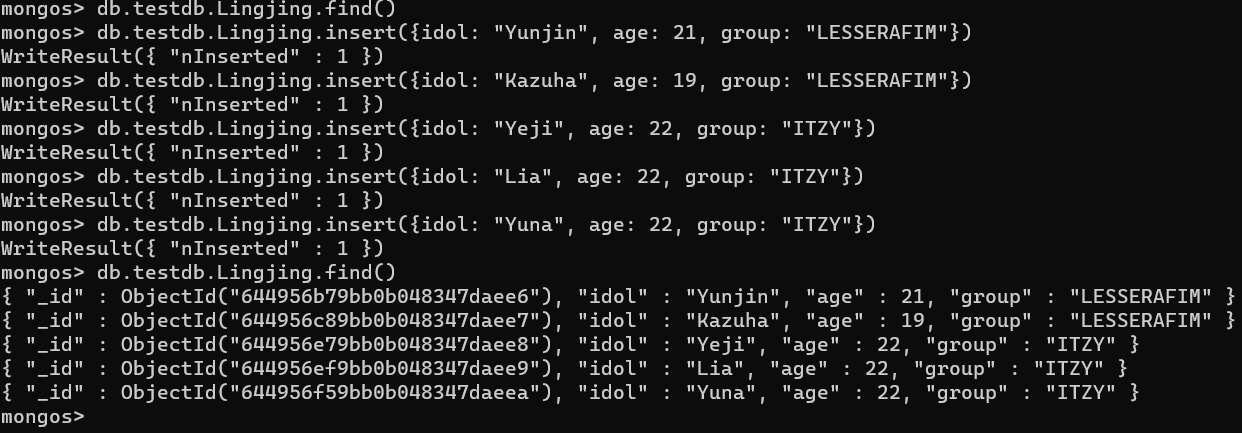 mongos> db.testdb.Lingjing.find()
mongos> db.testdb.Lingjing.insert({idol: "Yunjin", age: 21, group: "LESSERAFIM"})
WriteResult({ "nInserted" : 1 })
mongos> db.testdb.Lingjing.insert({idol: "Kazuha", age: 19, group: "LESSERAFIM"})
WriteResult({ "nInserted" : 1 })
mongos> db.testdb.Lingjing.insert({idol: "Yeji", age: 22, group: "ITZY"})
WriteResult({ "nInserted" : 1 })
mongos> db.testdb.Lingjing.insert({idol: "Lia", age: 22, group: "ITZY"})
WriteResult({ "nInserted" : 1 })
mongos> db.testdb.Lingjing.insert({idol: "Yuna", age: 22, group: "ITZY"})
WriteResult({ "nInserted" : 1 })
mongos> db.testdb.Lingjing.find()
{ "_id" : ObjectId("644956b79bb0b048347daee6"), "idol" : "Yunjin", "age" : 21, "group" : "LESSERAFIM" }
{ "_id" : ObjectId("644956c89bb0b048347daee7"), "idol" : "Kazuha", "age" : 19, "group" : "LESSERAFIM" }
{ "_id" : ObjectId("644956e79bb0b048347daee8"), "idol" : "Yeji", "age" : 22, "group" : "ITZY" }
{ "_id" : ObjectId("644956ef9bb0b048347daee9"), "idol" : "Lia", "age" : 22, "group" : "ITZY" }
{ "_id" : ObjectId("644956f59bb0b048347daeea"), "idol" : "Yuna", "age" : 22, "group" : "ITZY" }
mongos>